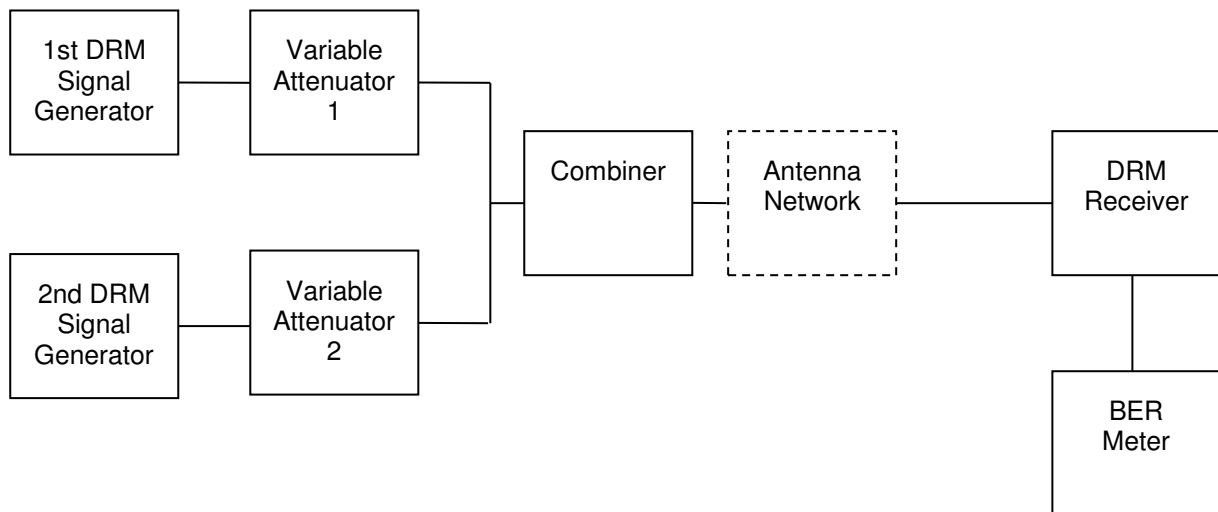 1st DRM
Signal
Generator
Variable
Attenuator
1
Combiner
Antenna
Network
DRM
Receiver
2nd DRM
Signal
Generator
Variable
Attenuator
2
BER
Meter